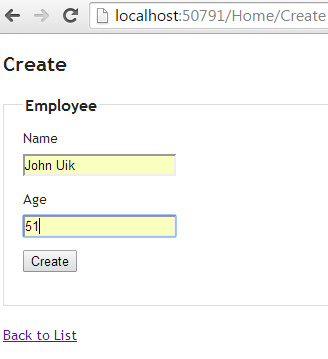 localhost:50791/Home/Create
Create
Employee
Name
John Uik
Age
51
Create
Back to List